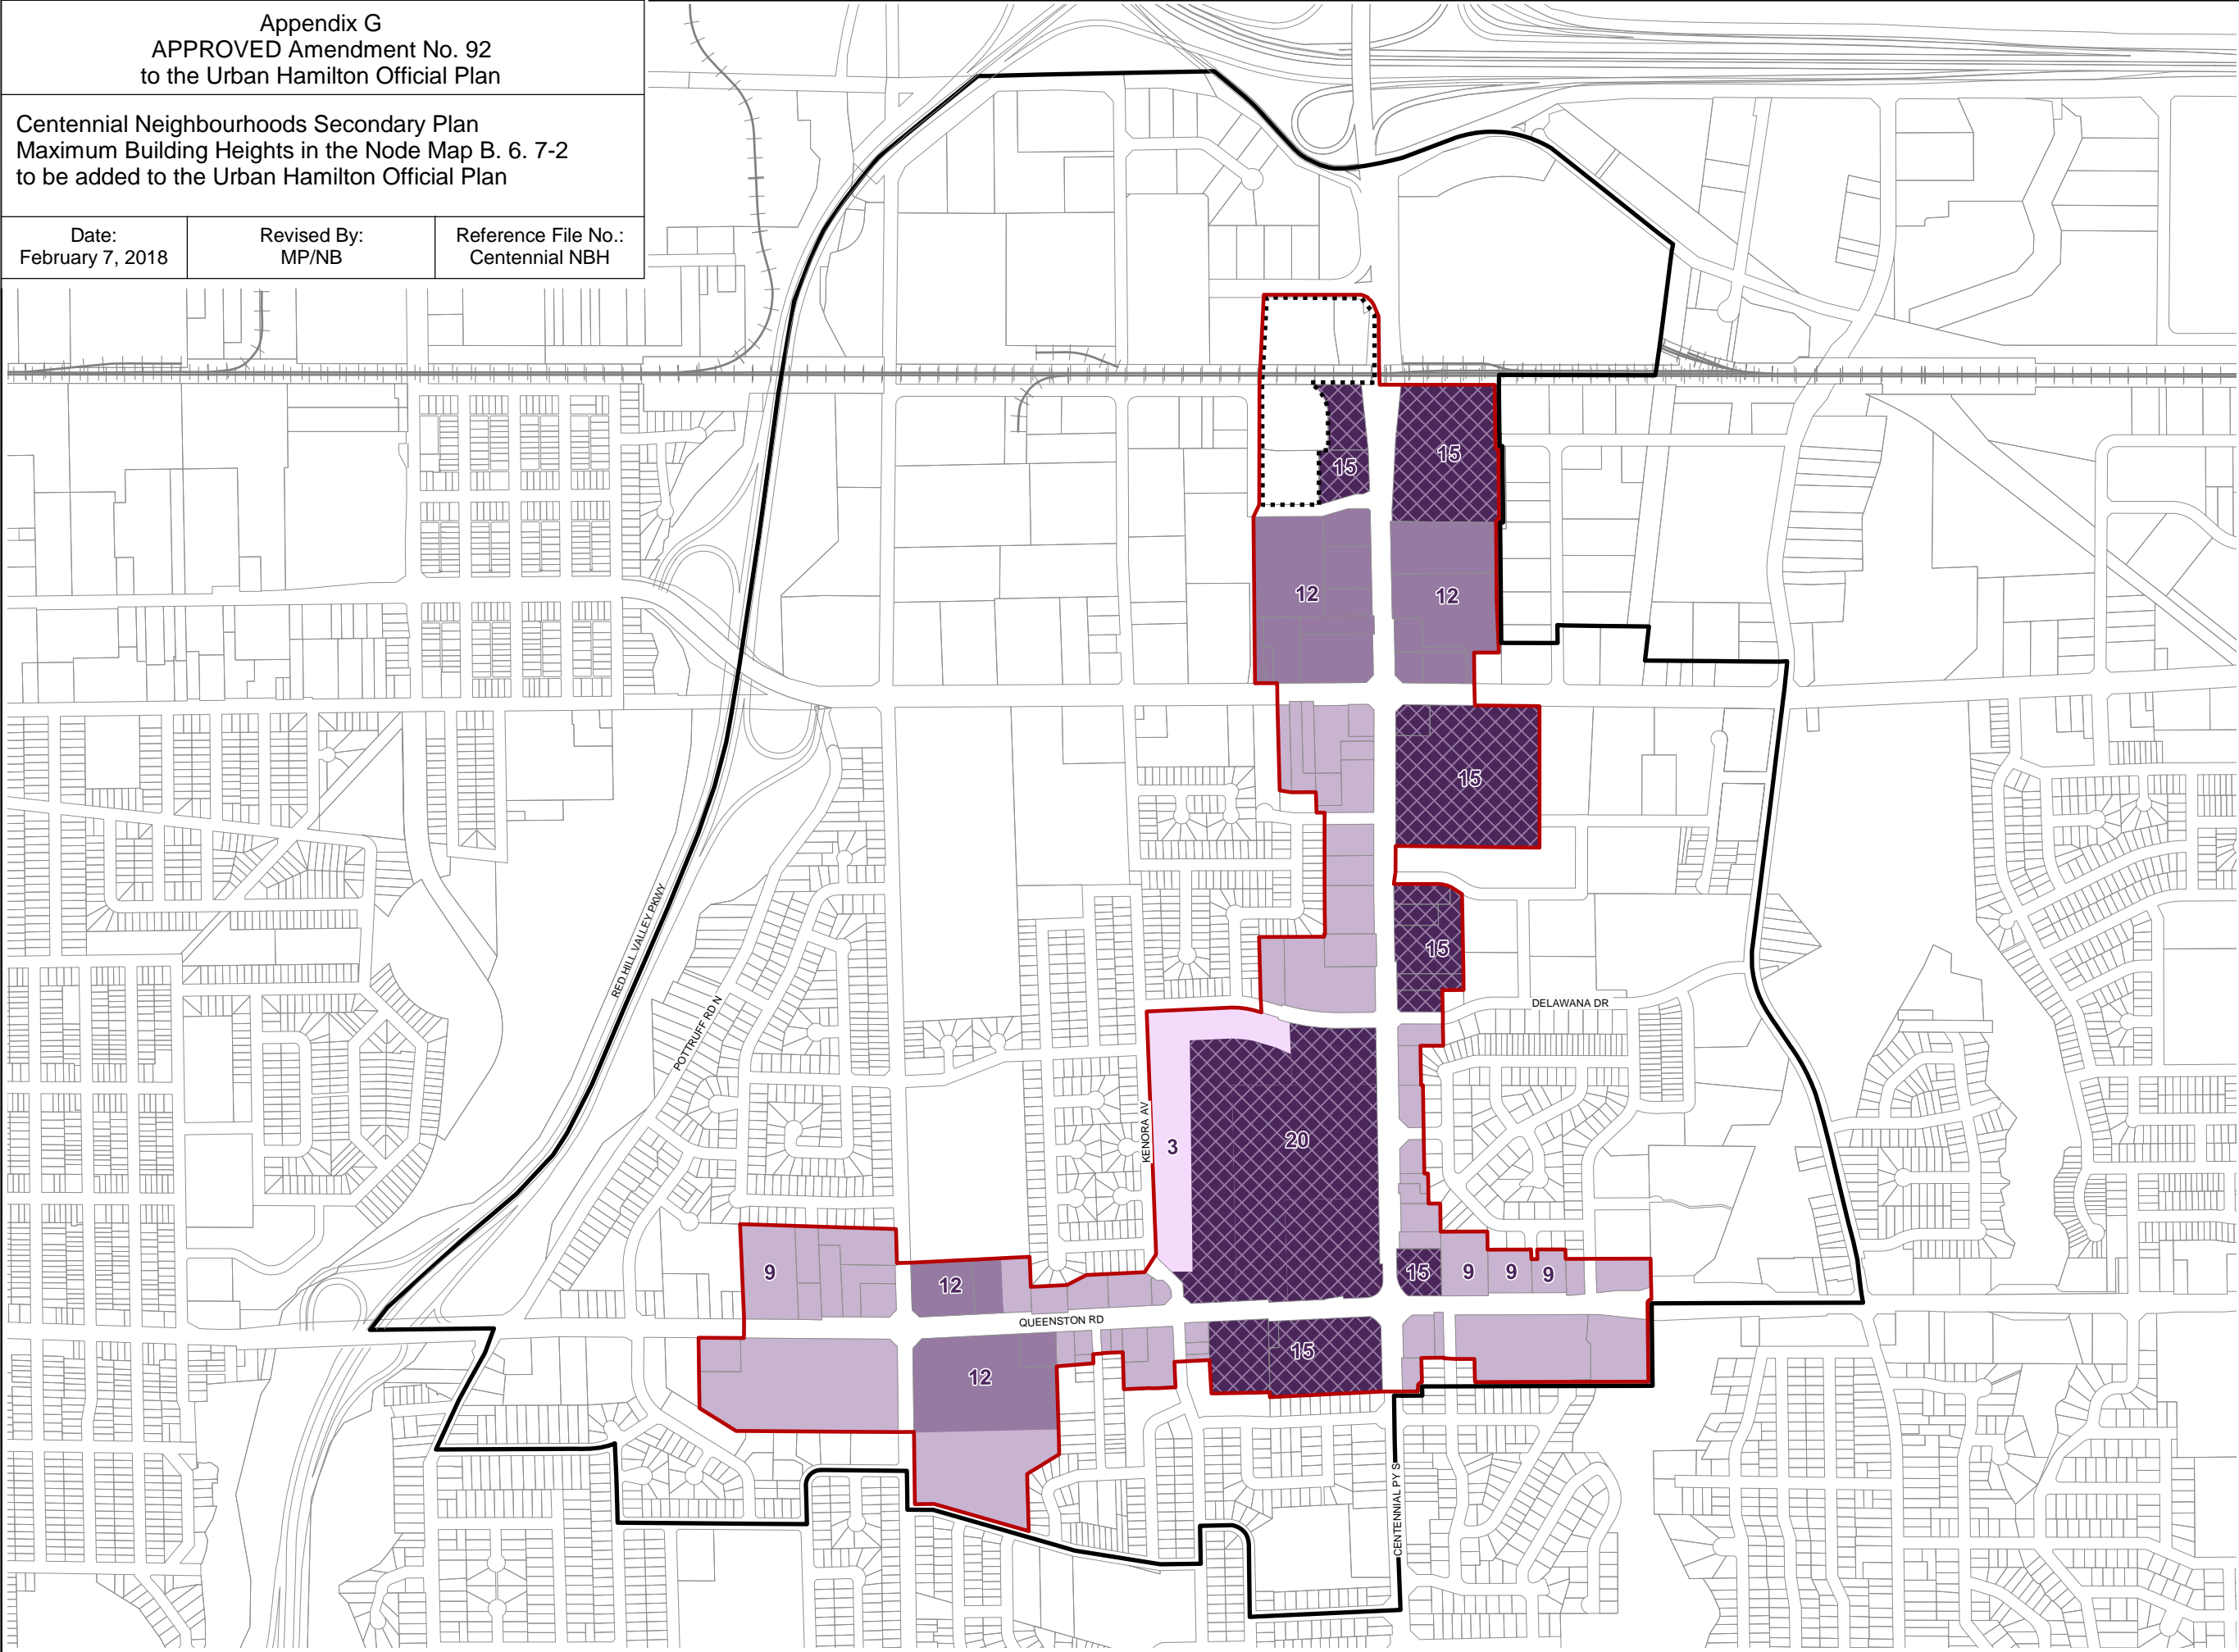 Appendix G
APPROVED Amendment No. 92
to the Urban Hamilton Official Plan
Centennial Neighbourhoods Secondary Plan
Maximum Building Heights in the Node Map B. 6. 7-2
to be added to the Urban Hamilton Official Plan
Date:
February 7, 2018
Revised By:
MP/NB
Reference File No.:
Centennial NBH
15
15
12
12
15
15
RED HILL VALLEY PKWY
POTTRUFF RD N
DELAWANA DR
KENORA AV
3
20
9
12
15
9
9
9
QUEENSTON RD
15
12
CENTENNIAL PY S